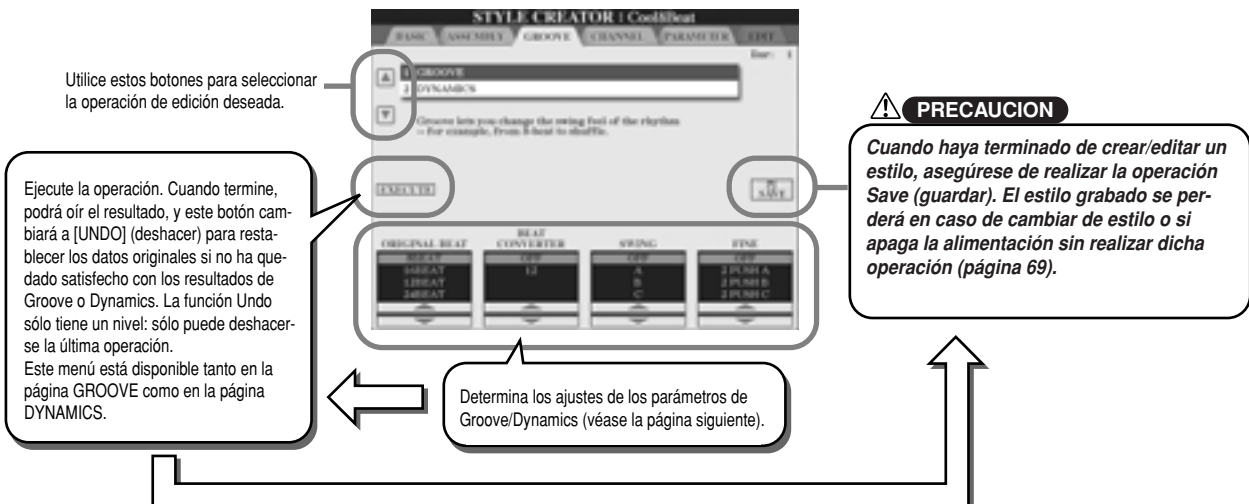 STYLE CREATOR : Cool8Beat
BASIC ASSEMBLY GROOVE CHANNEL PARAMETER EDIT
Bar: 1
1 GROOVE
2 DYNAMICS
Groove lets you change the swing feel of the rhythm
-- For example, From 8-beat to shuffle.
EXECUTE
SAVE
ORIGINAL BEAT
BEAT
CONVERTER
SWING
FINE
8BEAT OFF OFF OFF
16BEAT 12 A 2 PUSH A
12BEAT B 2 PUSH B
24BEAT C 2 PUSH C
Utilice estos botones para seleccionar
la operación de edición deseada.
Ejecute la operación. Cuando termine,
podrá oír el resultado, y este botón cam-
biará a [UNDO] (deshacer) para resta-
blecer los datos originales si no ha que-
dado satisfecho con los resultados de
Groove o Dynamics. La función Undo
sólo tiene un nivel: sólo puede deshacer-
se la última operación.
Este menú está disponible tanto en la
página GROOVE como en la página
DYNAMICS.
Determina los ajustes de los parámetros de
Groove/Dynamics (véase la página siguiente).
PRECAUCION
Cuando haya terminado de crear/editar un
estilo, asegúrese de realizar la operación
Save (guardar). El estilo grabado se per-
derá en caso de cambiar de estilo o si
apaga la alimentación sin realizar dicha
operación (página 69).